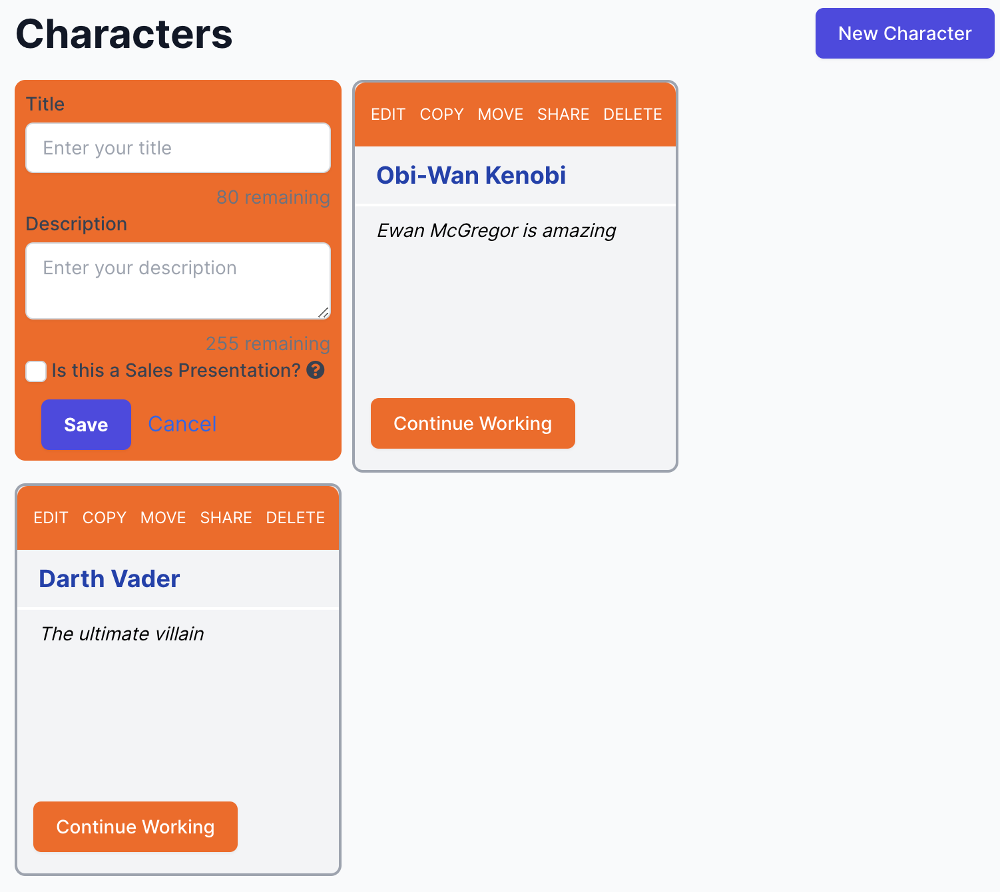 Characters
New Character
Title
Enter your title
80 remaining
Description
Enter your description
255 remaining
Is this a Sales Presentation? ?
Save Cancel
EDIT COPY MOVE SHARE DELETE
Obi-Wan Kenobi
Ewan McGregor is amazing
Continue Working
EDIT COPY MOVE SHARE DELETE
Darth Vader
The ultimate villain
Continue Working